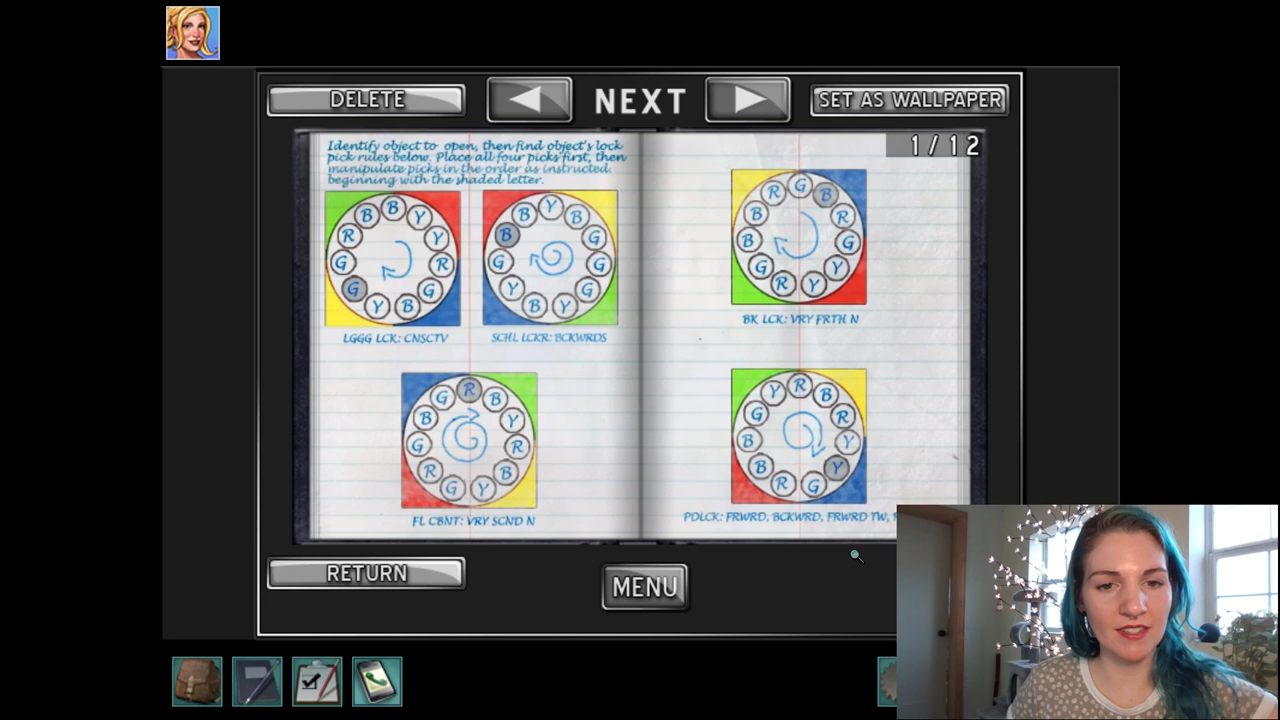 DELETE
NEXT
SET AS WALLPAPER
1/12
Identify object to open, then find object's lock
pick rules below. Place all four picks first, then
manipulate picks in the order as instructed.
beginning with the shaded letter.
B Y Y R G B Y G G R B
LGGG LCK: CNSCTV
Y B G G G Y B Y G B B
SCHL LCKR: BCKWRDS
G B R G Y Y R G B B R
BK LCK: VRY FRTH N
R B Y R B Y G R G B G
FL CBNT: VRY SCND N
R B R Y Y G R B B G Y
PDLCK: FRWRD, BCKWRD, FRWRD TW,
RETURN
MENU